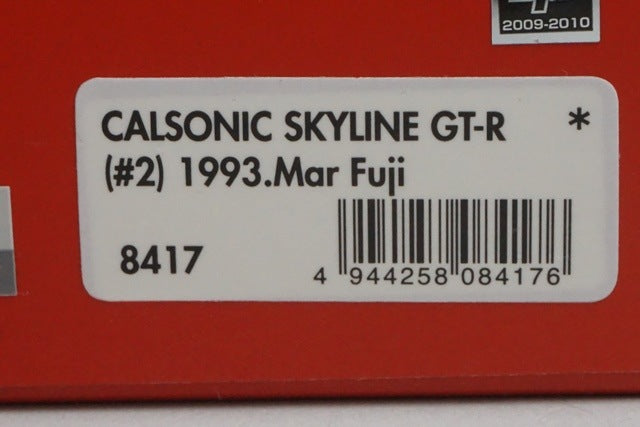 2009-2010
CALSONIC SKYLINE GT-R *
(#2) 1993.Mar Fuji
8417
4 944258 084176